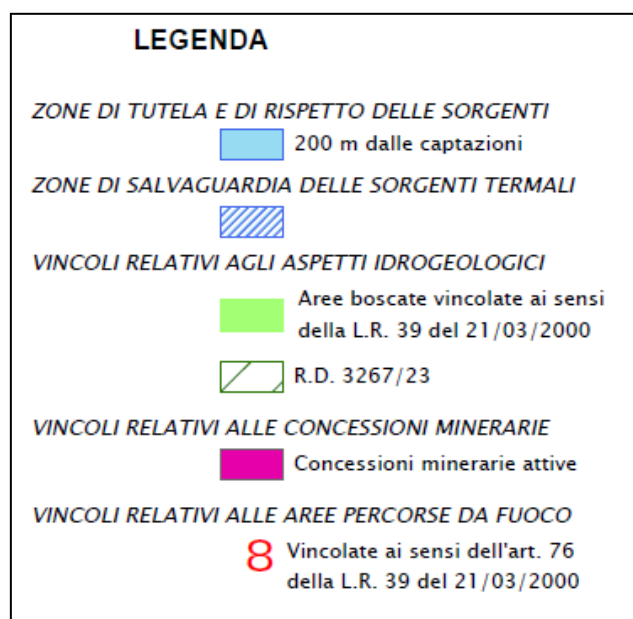 LEGENDA
ZONE DI TUTELA E DI RISPETTO DELLE SORGENTI
200 m dalle captazioni
ZONE DI SALVAGUARDIA DELLE SORGENTI TERMALI
VINCOLI RELATIVI AGLI ASPETTI IDROGEOLOGICI
Aree boscate vincolate ai sensi
della L.R. 39 del 21/03/2000
R.D. 3267/23
VINCOLI RELATIVI ALLE CONCESSIONI MINERARIE
Concessioni minerarie attive
VINCOLI RELATIVI ALLE AREE PERCORSE DA FUOCO
8 Vincolate ai sensi dell'art. 76
della L.R. 39 del 21/03/2000